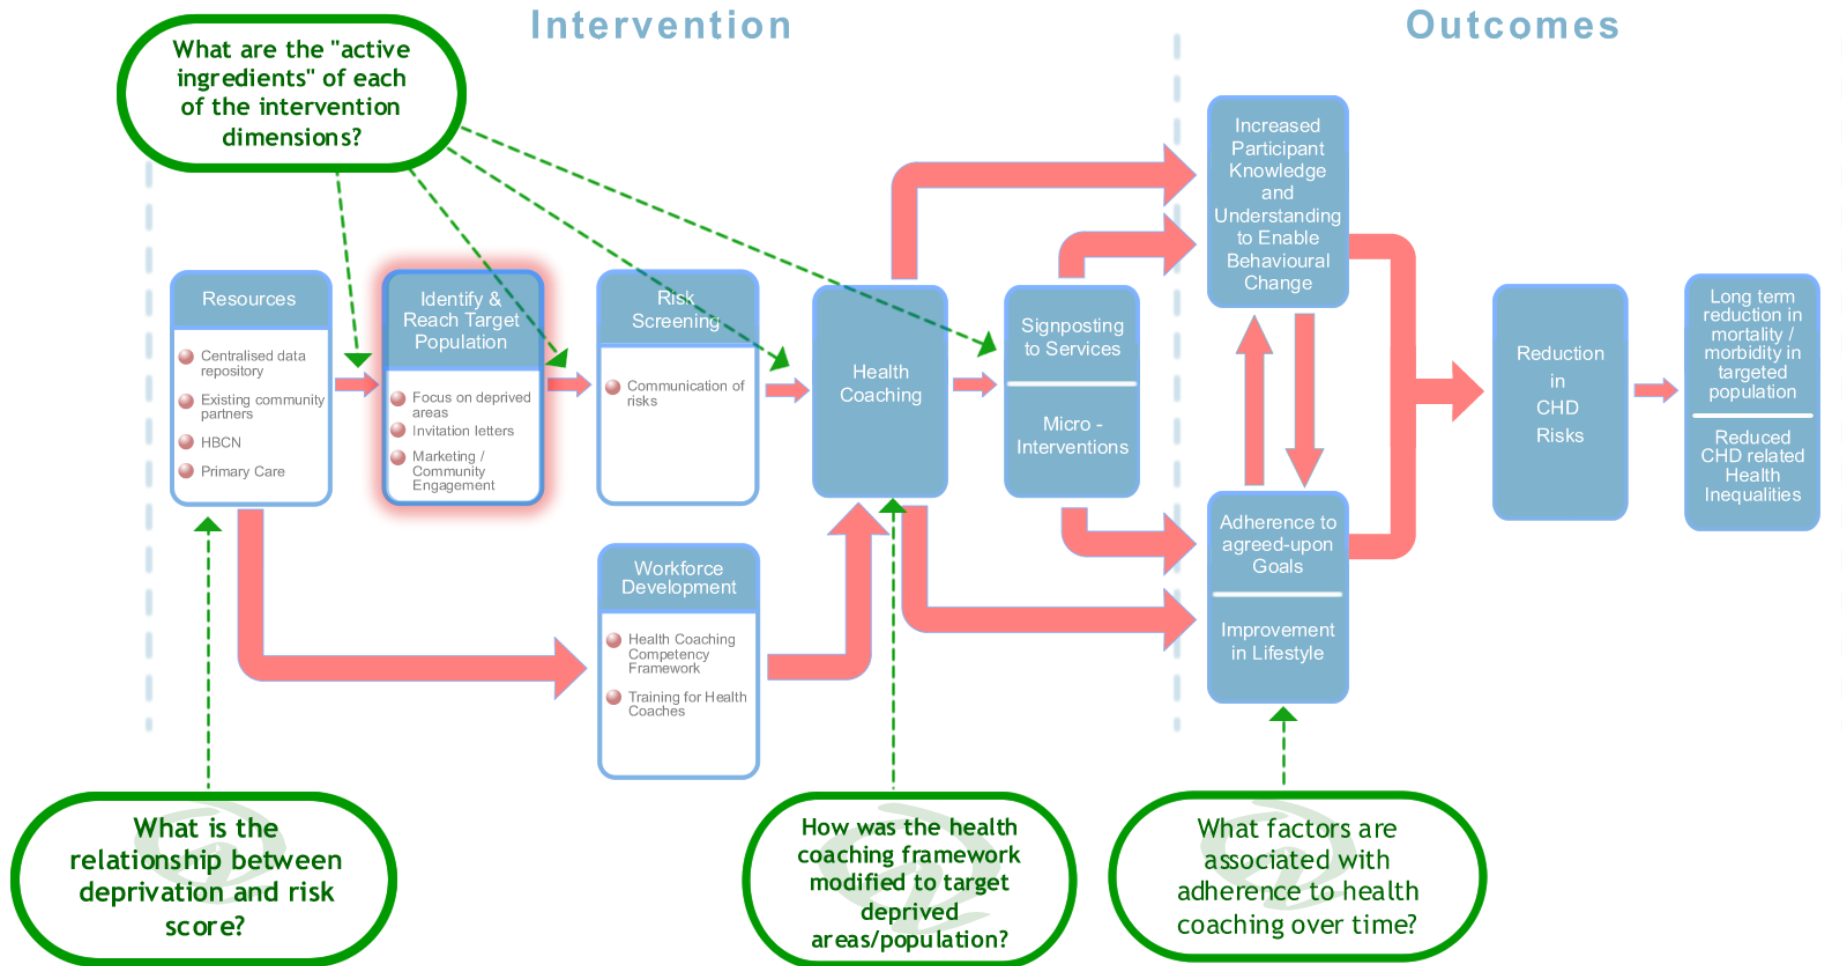 Intervention
Outcomes
What are the "active
ingredients" of each
of the intervention
dimensions?
Resources
Centralised data
repository
Existing community
partners
HBCN
Primary Care
Identify &
Reach Target
Population
Focus on deprived
areas
Invitation letters
Marketing /
Community
Engagement
Risk
Screening
Communication of
risks
Workforce
Development
Health Coaching
Competency
Framework
Training for Health
Coaches
Health
Coaching
Signposting
to Services
Micro -
Interventions
Increased
Participant
Knowledge
and
Understanding
to Enable
Behavioural
Change
Adherence to
agreed-upon
Goals
Improvement
in Lifestyle
Reduction
in
CHD
Risks
Long term
reduction in
mortality /
morbidity in
targeted
population
Reduced
CHD related
Health
Inequalities
What is the
relationship between
deprivation and risk
score?
How was the health
coaching framework
modified to target
deprived
areas/population?
What factors are
associated with
adherence to health
coaching over time?